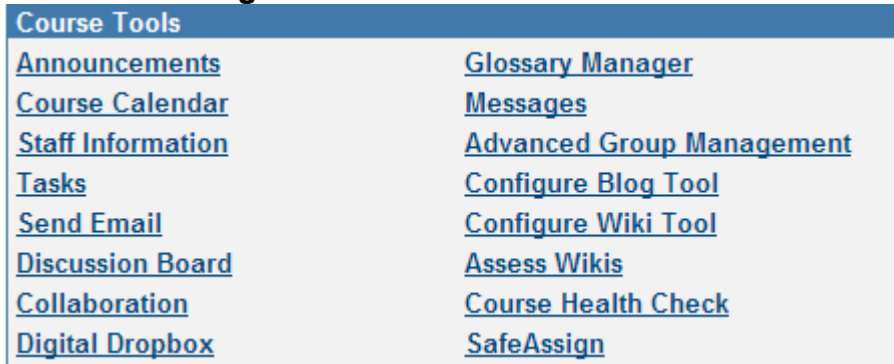 Course Tools
Announcements
Course Calendar
Staff Information
Tasks
Send Email
Discussion Board
Collaboration
Digital Dropbox
Glossary Manager
Messages
Advanced Group Management
Configure Blog Tool
Configure Wiki Tool
Assess Wikis
Course Health Check
SafeAssign